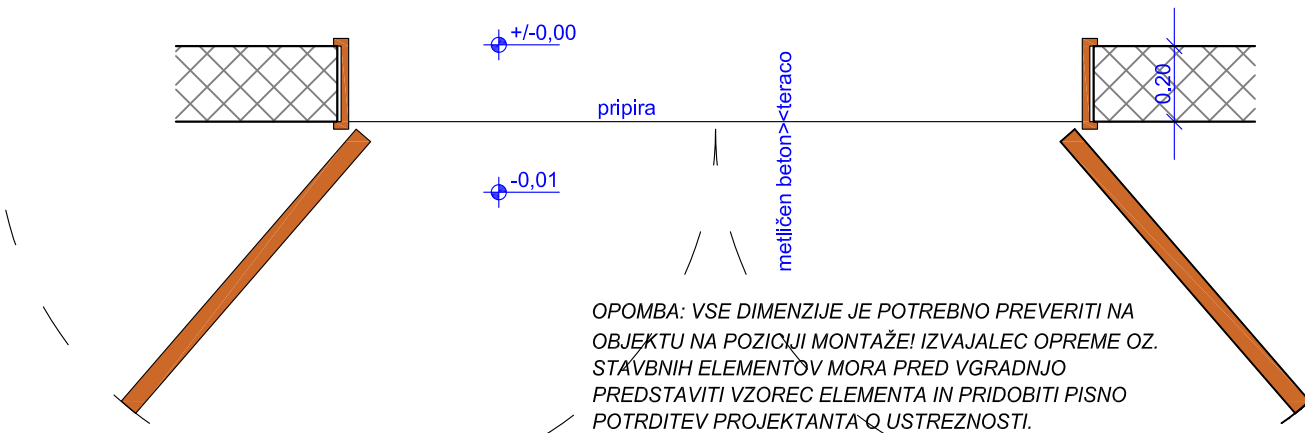 +/-0,00
pripira
metličen beton><teraco
0,20
-0,01
OPOMBA: VSE DIMENZIJE JE POTREBNO PREVERITI NA
OBJEKTU NA POZICIJI MONTAŽE! IZVAJALEC OPREME OZ.
STAVBNIH ELEMENTOV MORA PRED VGRADNJO
PREDSTAVITI VZOREC ELEMENTA IN PRIDOBITI PISNO
POTRDITEV PROJEKTANTA O USTREZNOSTI.